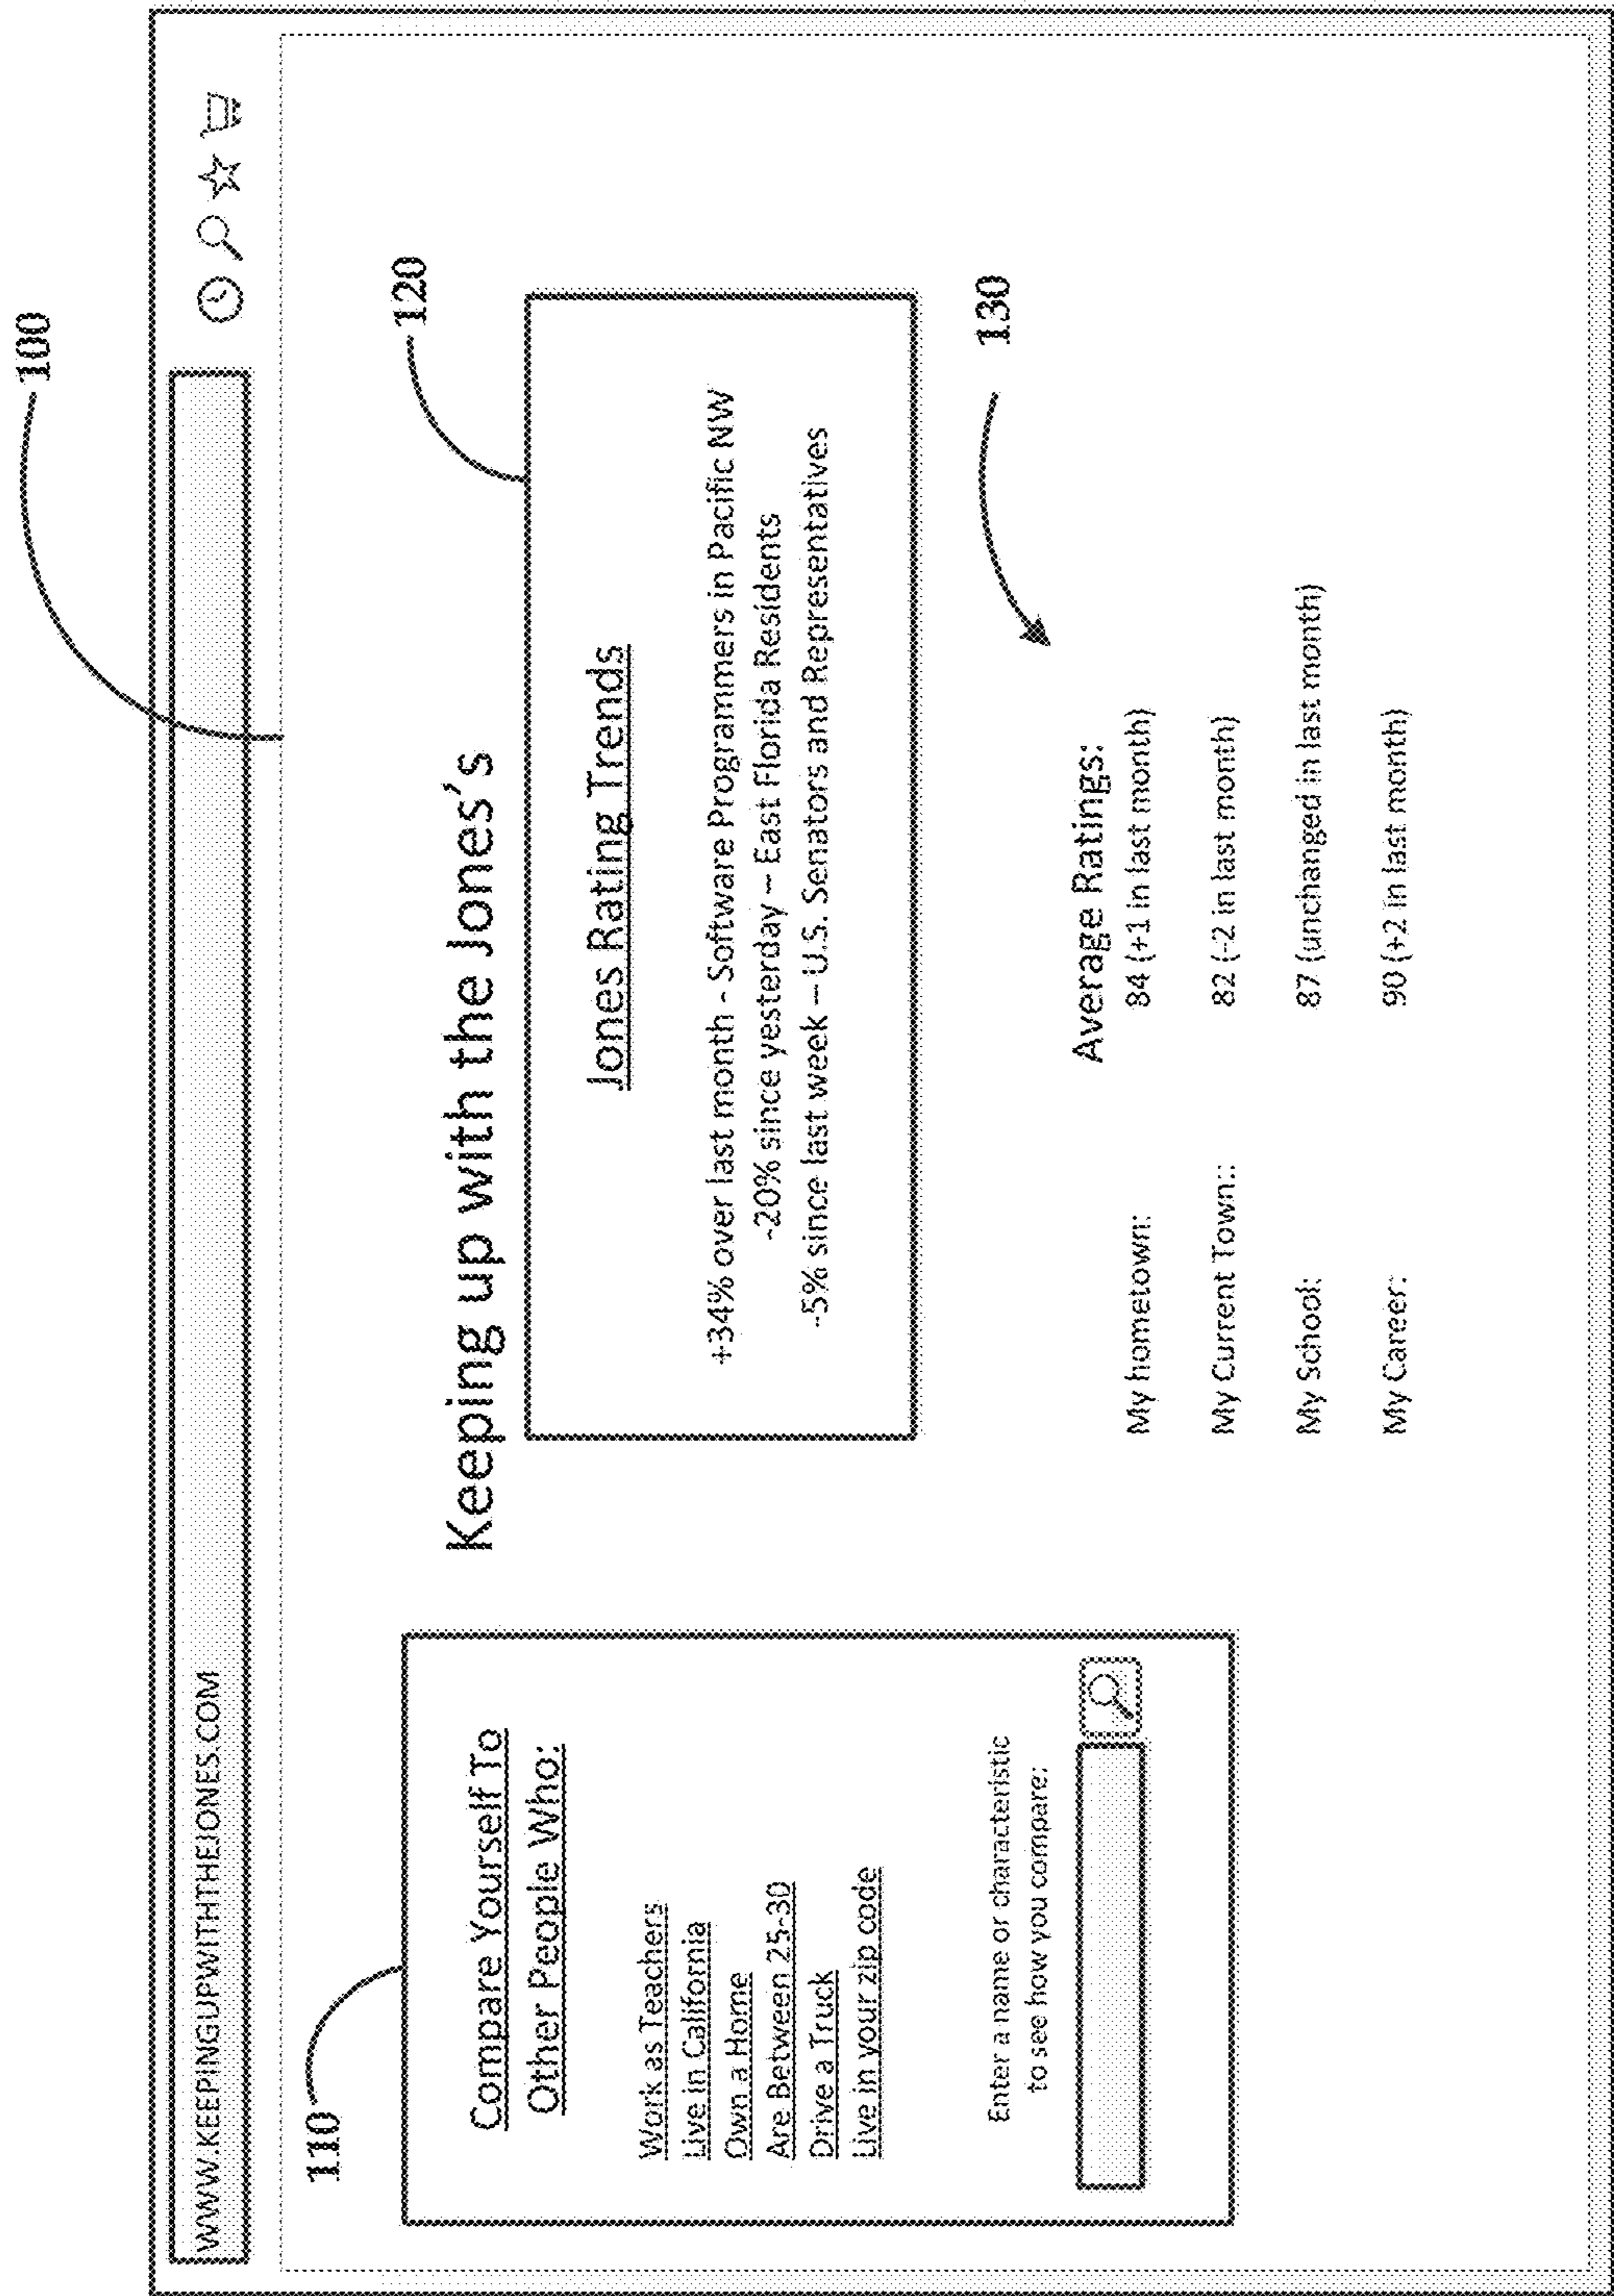 100
WWW.KEEPINGUPWITHTHEJONES.COM
110
Compare Yourself To
Other People Who:
Work as Teachers
Live in California
Own a Home
Are Between 25-30
Drive a Truck
Live in your zip code
Enter a name or characteristic
to see how you compare:
Keeping up with the Jones's
120
Jones Rating Trends
+34% over last month - Software Programmers in Pacific NW
-20% since yesterday – East Florida Residents
-5% since last week – U.S. Senators and Representatives
130
Average Ratings:
My hometown: 84 (+1 in last month)
My Current Town:: 82 (-2 in last month)
My School: 87 (unchanged in last month)
My Career: 90 (+2 in last month)